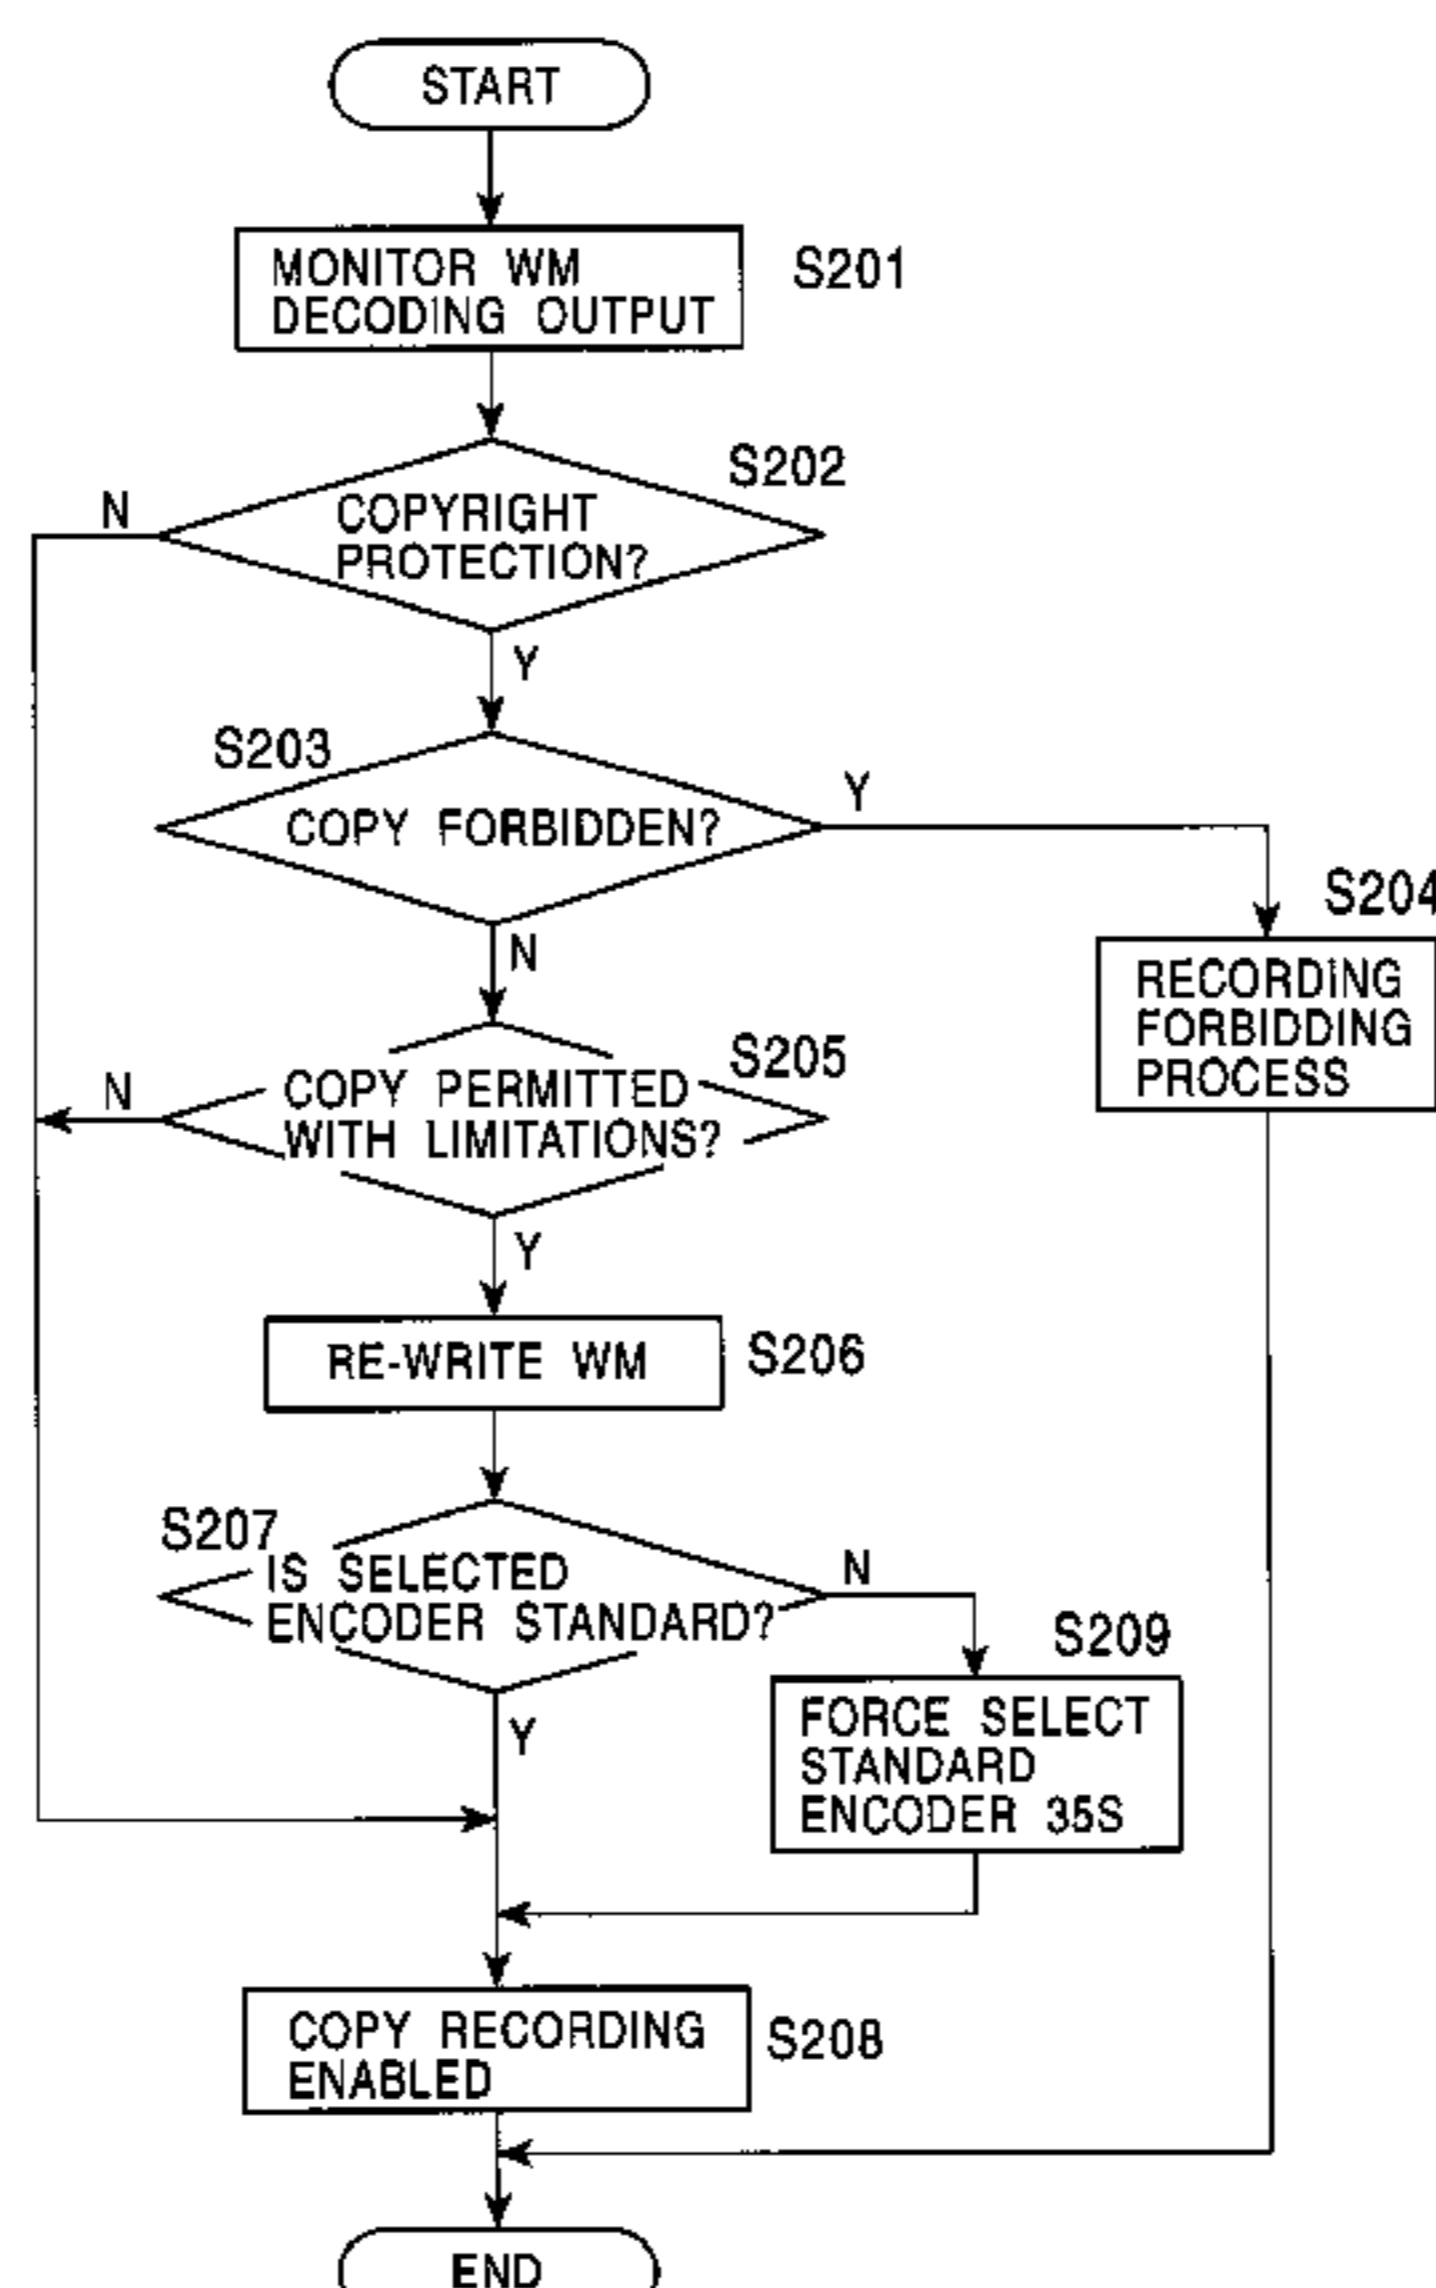 START
MONITOR WM
DECODING OUTPUT
S201
S202
COPYRIGHT
PROTECTION?
N
Y
S203
COPY FORBIDDEN?
Y
N
S204
RECORDING
FORBIDDING
PROCESS
S205
COPY PERMITTED
WITH LIMITATIONS?
N
Y
RE-WRITE WM
S206
S207
IS SELECTED
ENCODER STANDARD?
N
Y
S209
FORCE SELECT
STANDARD
ENCODER 35S
COPY RECORDING
ENABLED
S208
END